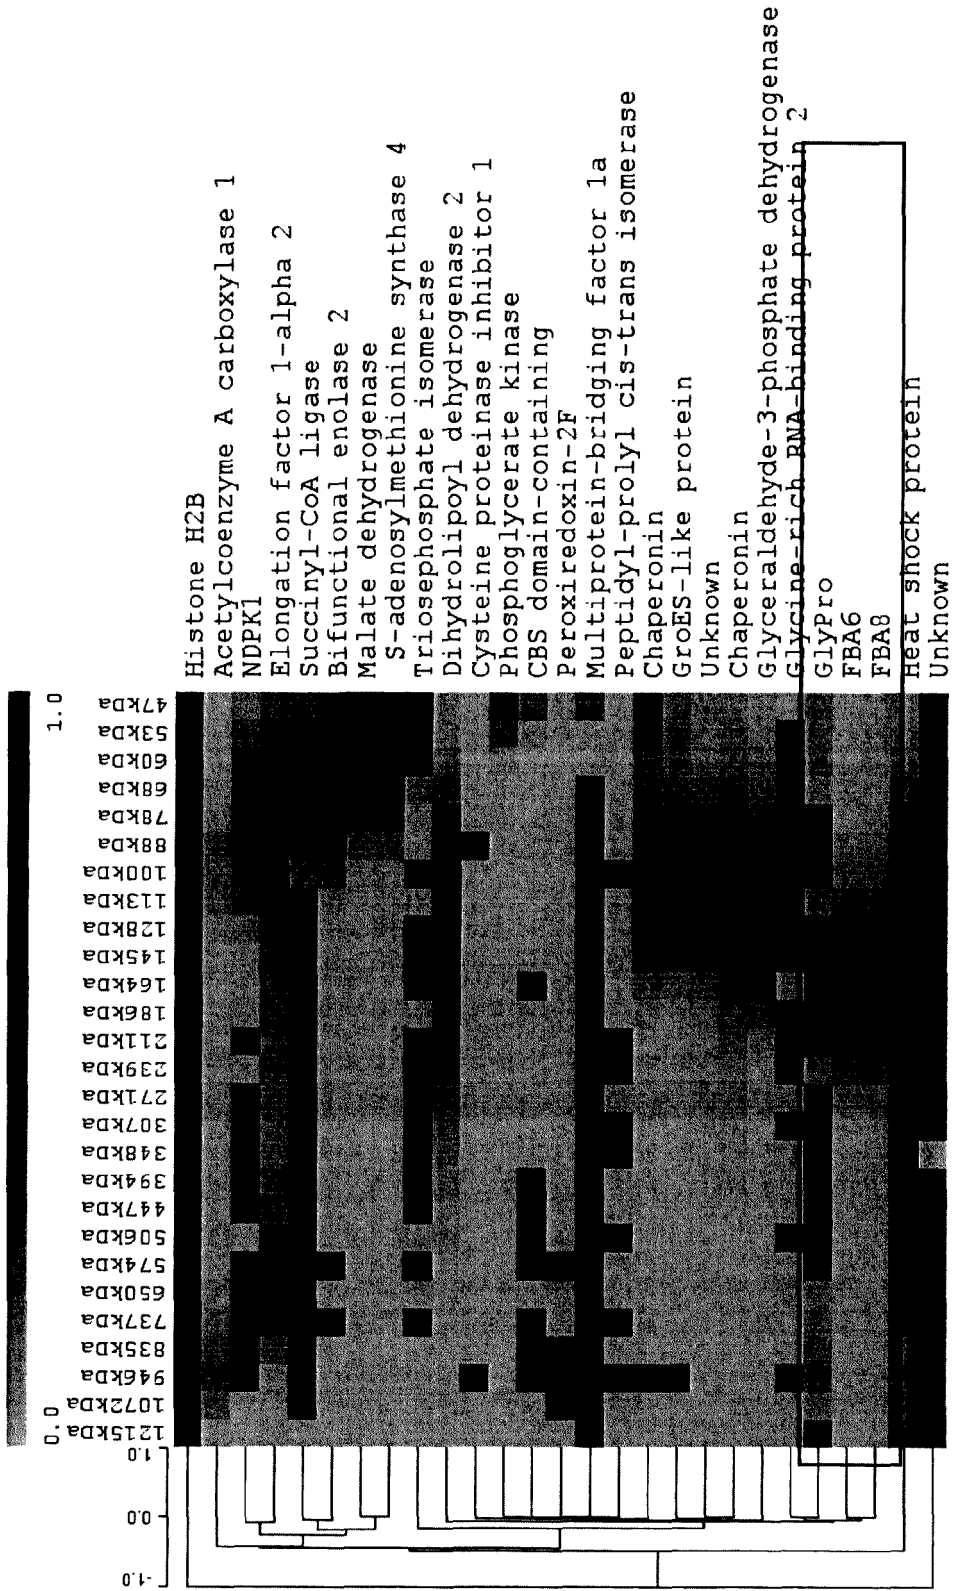 Histone H2B
Acetylcoenzyme A carboxylase 1
NDPK1
Elongation factor 1-alpha 2
Succinyl-CoA ligase
Bifunctional enolase 2
Malate dehydrogenase
S-adenosylmethionine synthase 4
Triosephosphate isomerase
Dihydrolipoyl dehydrogenase 2
Cysteine proteinase inhibitor 1
Phosphoglycerate kinase
CBS domain-containing
Peroxiredoxin-2F
Multiprotein-bridging factor 1a
Peptidyl-prolyl cis-trans isomerase
Chaperonin
GroES-like protein
Unknown
Chaperonin
Glyceraldehyde-3-phosphate dehydrogenase
Glycine-rich RNA-binding protein 2
GlyPro
FBA6
FBA8
Heat shock protein
Unknown
1.0
0.0
47kDa
53kDa
60kDa
68kDa
78kDa
88kDa
100kDa
113kDa
128kDa
145kDa
164kDa
186kDa
211kDa
239kDa
271kDa
307kDa
348kDa
394kDa
447kDa
506kDa
574kDa
650kDa
737kDa
835kDa
946kDa
1072kDa
1215kDa
1.0
0.0
-1.0